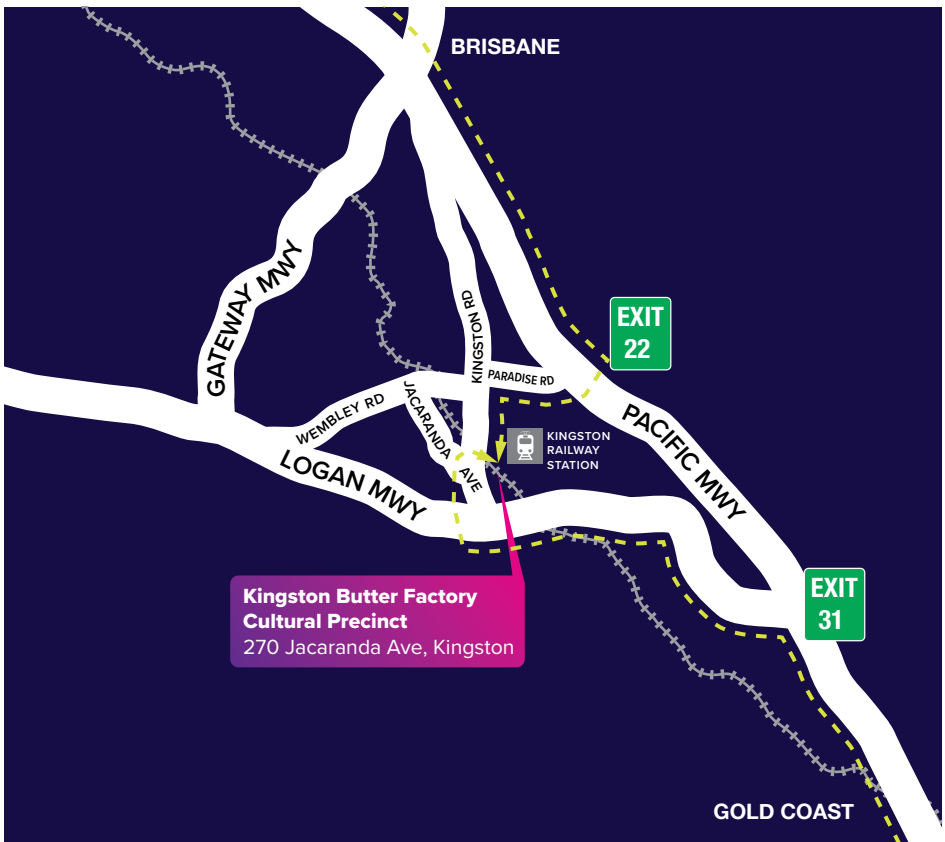 BRISBANE
GATEWAY MWY
KINGSTON RD
EXIT
22
PARADISE RD
WEMBLEY RD
JACARANDA
AVE
PACIFIC MWY
KINGSTON
RAILWAY
STATION
LOGAN MWY
Kingston Butter Factory
Cultural Precinct
270 Jacaranda Ave, Kingston
EXIT
31
GOLD COAST